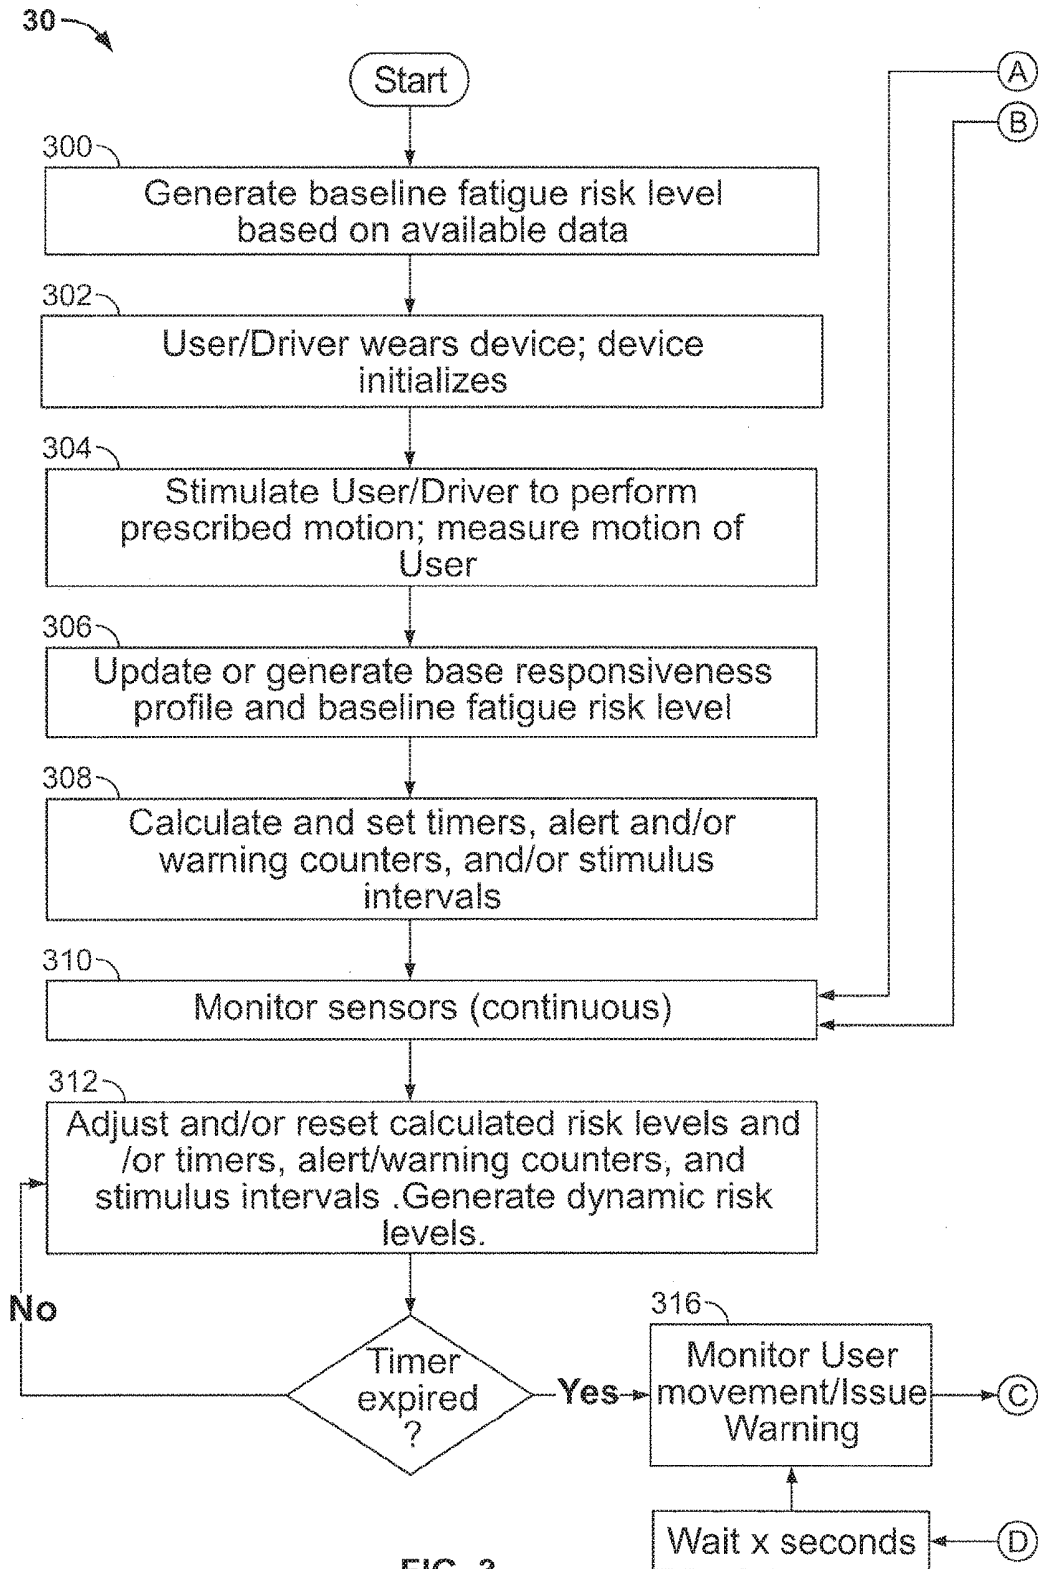 30
Start
A
B
300
Generate baseline fatigue risk level
based on available data
302
User/Driver wears device; device
initializes
304
Stimulate User/Driver to perform
prescribed motion; measure motion of
User
306
Update or generate base responsiveness
profile and baseline fatigue risk level
308
Calculate and set timers, alert and/or
warning counters, and/or stimulus
intervals
310
Monitor sensors (continuous)
312
Adjust and/or reset calculated risk levels and
/or timers, alert/warning counters, and
stimulus intervals .Generate dynamic risk
levels.
No
Timer
expired
?
Yes
316
Monitor User
movement/Issue
Warning
C
Wait x seconds
D